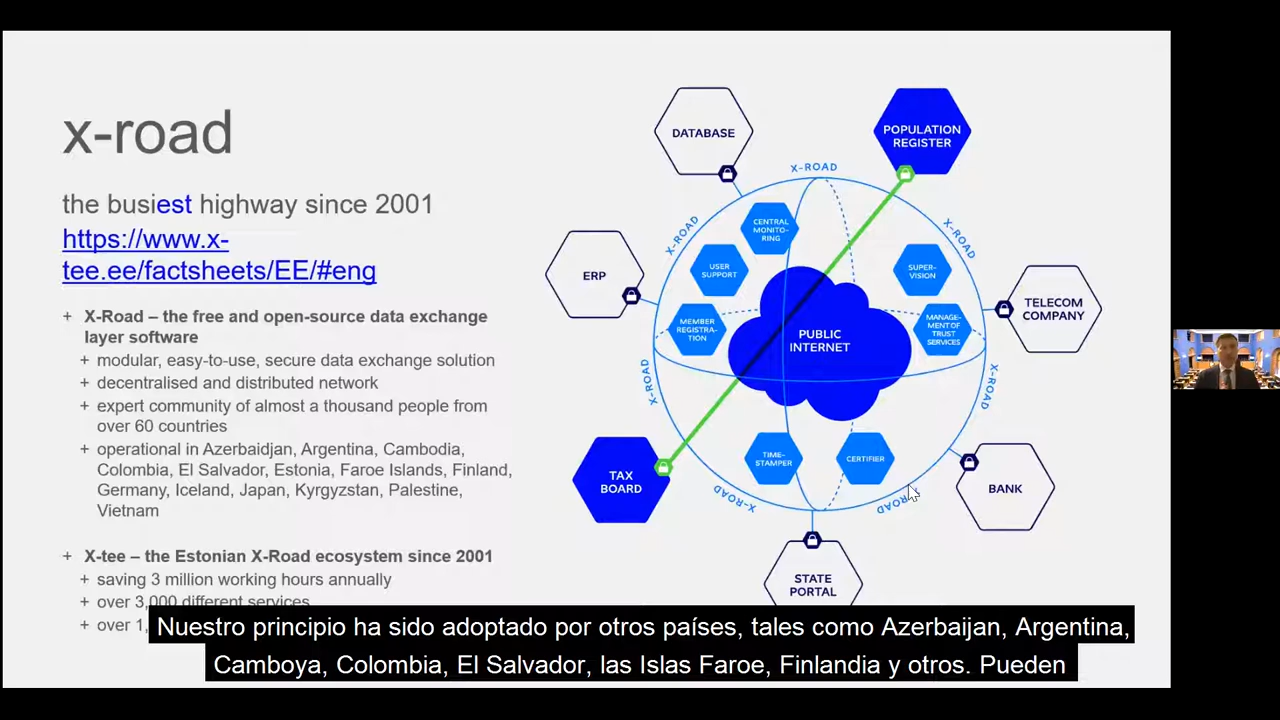 x-road
the busiest highway since 2001
https://www.x-
tee.ee/factsheets/EE/#eng
+ X-Road – the free and open-source data exchange
layer software
+ modular, easy-to-use, secure data exchange solution
+ decentralised and distributed network
+ expert community of almost a thousand people from
over 60 countries
+ operational in Azerbaidjan, Argentina, Cambodia,
Colombia, El Salvador, Estonia, Faroe Islands, Finland,
Germany, Iceland, Japan, Kyrgyzstan, Palestine,
Vietnam
+ X-tee – the Estonian X-Road ecosystem since 2001
+ saving 3 million working hours annually
+ over 3,000 different services
+ over 1,
DATABASE
POPULATION
REGISTER
X-ROAD
X-ROAD
X-ROAD
CENTRAL
MONITO-
RING
USER
SUPPORT
SUPER-
VISION
ERP
MEMBER
REGISTRA-
TION
PUBLIC
INTERNET
MANAGE-
MENT OF
TRUST
SERVICES
TELECOM
COMPANY
X-ROAD
X-ROAD
TAX
BOARD
TIME-
STAMPER
CERTIFIER
BANK
X-ROAD
X-ROAD
STATE
PORTAL
Nuestro principio ha sido adoptado por otros países, tales como Azerbaijan, Argentina,
Camboya, Colombia, El Salvador, las Islas Faroe, Finlandia y otros. Pueden